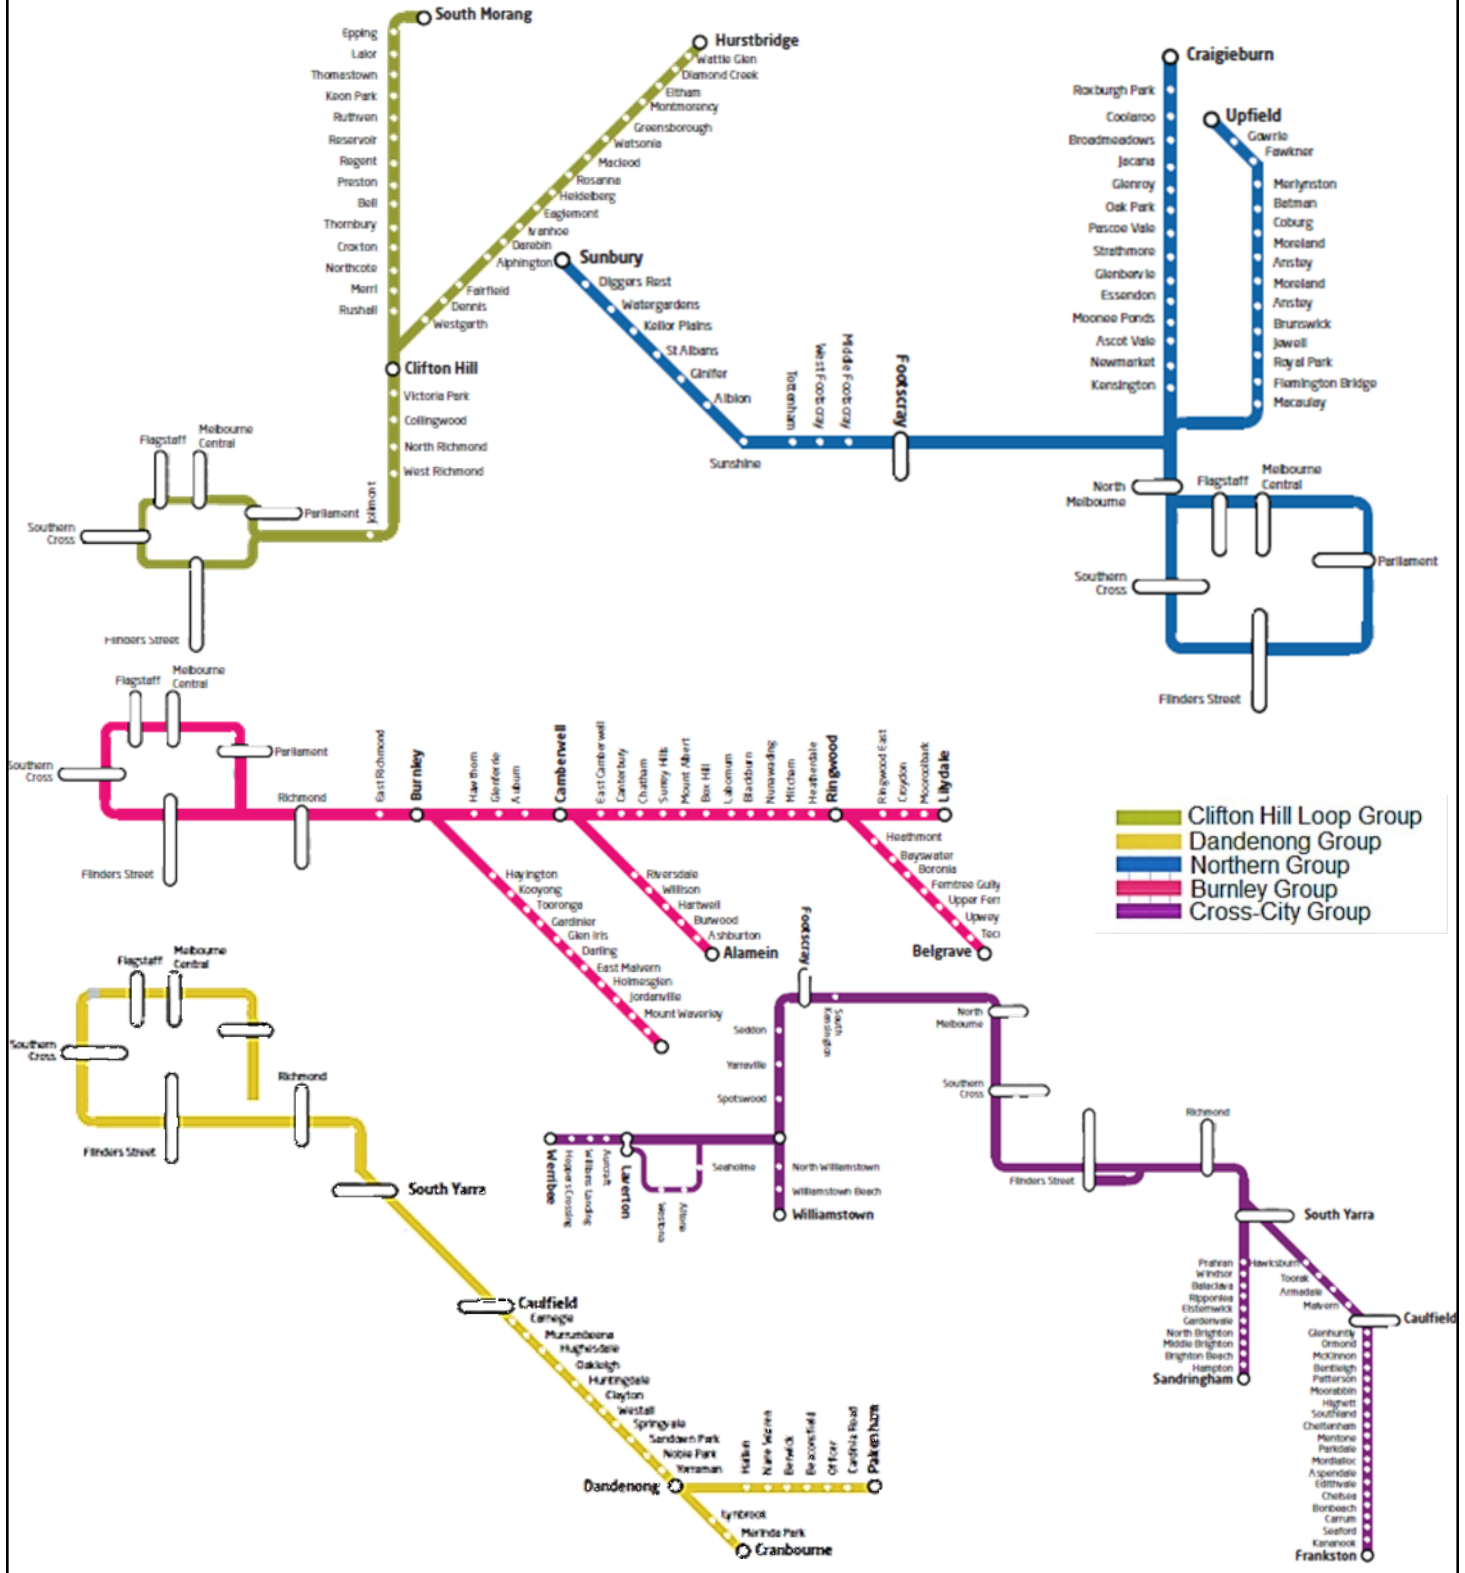 South Morang
Epping
Lalor
Thomastown
Keon Park
Ruthven
Reservoir
Regent
Preston
Bell
Thornbury
Croxton
Northcote
Merri
Rushall
Hurstbridge
Wattle Glen
Diamond Creek
Eltham
Montmorency
Greensborough
Watsonia
Macleod
Rosanna
Heidelberg
Eaglemont
Ivanhoe
Darebin
Alphington
Fairfield
Dennis
Westgarth
Clifton Hill
Victoria Park
Collingwood
North Richmond
West Richmond
Jolimont
Flagstaff
Melbourne
Central
Parliament
Southern
Cross
Flinders Street
Sunbury
Diggers Rest
Watergardens
Keilor Plains
St Albans
Ginifer
Albion
Sunshine
Tottenham
West Footscray
Middle Footscray
Footscray
Craigieburn
Roxburgh Park
Coolaroo
Broadmeadows
Jacana
Glenroy
Oak Park
Pascoe Vale
Strathmore
Glenbervie
Essendon
Moonee Ponds
Ascot Vale
Newmarket
Kensington
Upfield
Gowrie
Fawkner
Merlynston
Batman
Coburg
Moreland
Anstey
Moreland
Anstey
Brunswick
Jewell
Royal Park
Flemington Bridge
Macaulay
North
Melbourne
Flagstaff
Melbourne
Central
Parliament
Southern
Cross
Flinders Street
Flagstaff
Melbourne
Central
Parliament
Southern
Cross
Flinders Street
Richmond
East Richmond
Burnley
Hawthorn
Glenferrie
Auburn
Camberwell
East Camberwell
Canterbury
Chatham
Surrey Hills
Mount Albert
Box Hill
Laburnum
Blackburn
Nunawading
Mitcham
Heatherdale
Ringwood
Ringwood East
Croydon
Mooroolbark
Lilydale
Heathmont
Bayswater
Boronia
Ferntree Gully
Upper Ferr
Upwey
Tec
Belgrave
Riversdale
Willison
Hartwell
Burwood
Ashburton
Alamein
Heyington
Kooyong
Tooronga
Gardinier
Glen Iris
Darling
East Malvern
Holmesglen
Jordanville
Mount Waverley
Clifton Hill Loop Group
Dandenong Group
Northern Group
Burnley Group
Cross-City Group
Flagstaff
Melbourne
Central
Southern
Cross
Flinders Street
Richmond
South Yarra
Caulfield
Carnegie
Murrumbeena
Hughesdale
Oakleigh
Huntingdale
Clayton
Westall
Springvale
Sandown Park
Noble Park
Yarraman
Dandenong
Hallam
Narre Warren
Berwick
Beaconsfield
Officer
Cardinia Road
Pakenham
Lynbrook
Merinda Park
Cranbourne
Footscray
South
Kensington
Seddon
Yarraville
Spotswood
North
Melbourne
Southern
Cross
Flinders Street
Richmond
South Yarra
Werribee
Hoppers Crossing
Williams Landing
Aircraft
Laverton
Westona
Altona
Seaholme
North Williamstown
Williamstown Beach
Williamstown
Prahran
Windsor
Balaclava
Ripponlea
Elsternwick
Gardenvale
North Brighton
Middle Brighton
Brighton Beach
Hampton
Sandringham
Hawksburn
Toorak
Armadale
Malvern
Caulfield
Glenhuntly
Ormond
McKinnon
Bentleigh
Patterson
Moorabbin
Highett
Southland
Cheltenham
Mentone
Parkdale
Mordialloc
Aspendale
Edithvale
Chelsea
Bonbeach
Carrum
Seaford
Kananook
Frankston